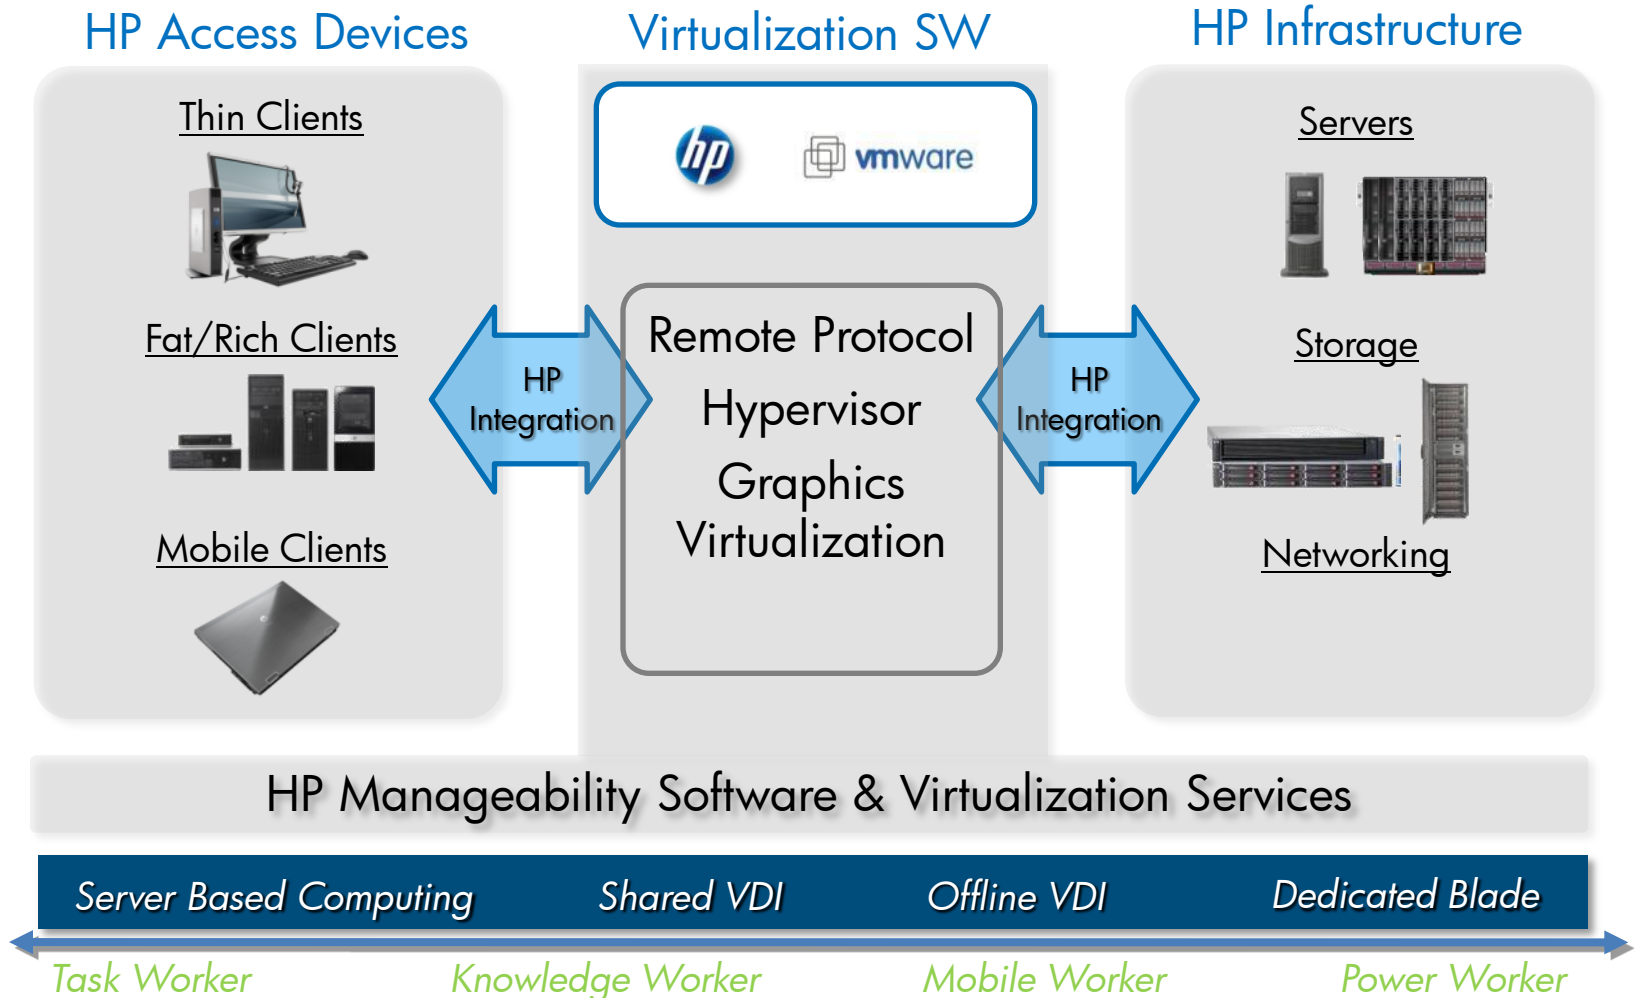 HP Access Devices
Virtualization SW
HP Infrastructure
Thin Clients
Fat/Rich Clients
Mobile Clients
hp
vmware
Remote Protocol
Hypervisor
Graphics
Virtualization
HP
Integration
HP
Integration
Servers
Storage
Networking
HP Manageability Software & Virtualization Services
Server Based Computing
Shared VDI
Offline VDI
Dedicated Blade
Task Worker
Knowledge Worker
Mobile Worker
Power Worker